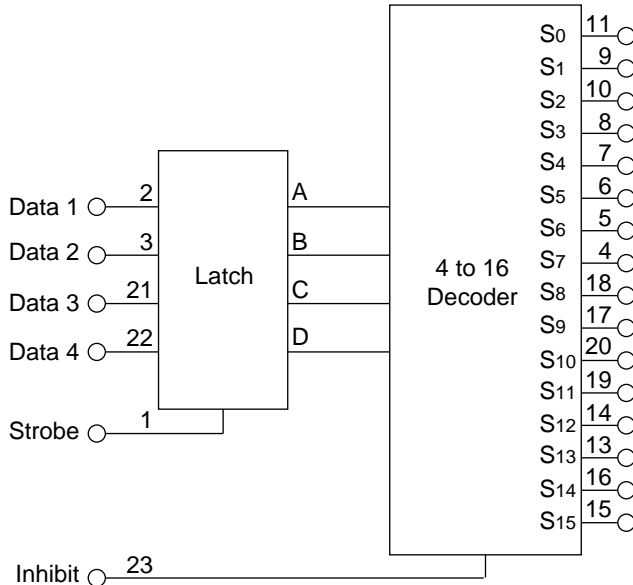 S0 11
S1 9
S2 10
S3 8
S4 7
S5 6
S6 5
S7 4
S8 18
S9 17
S10 20
S11 19
S12 14
S13 13
S14 16
S15 15
Data 1 2 A
Data 2 3 B
Data 3 21 C
Data 4 22 D
Latch
4 to 16
Decoder
Strobe 1
Inhibit 23